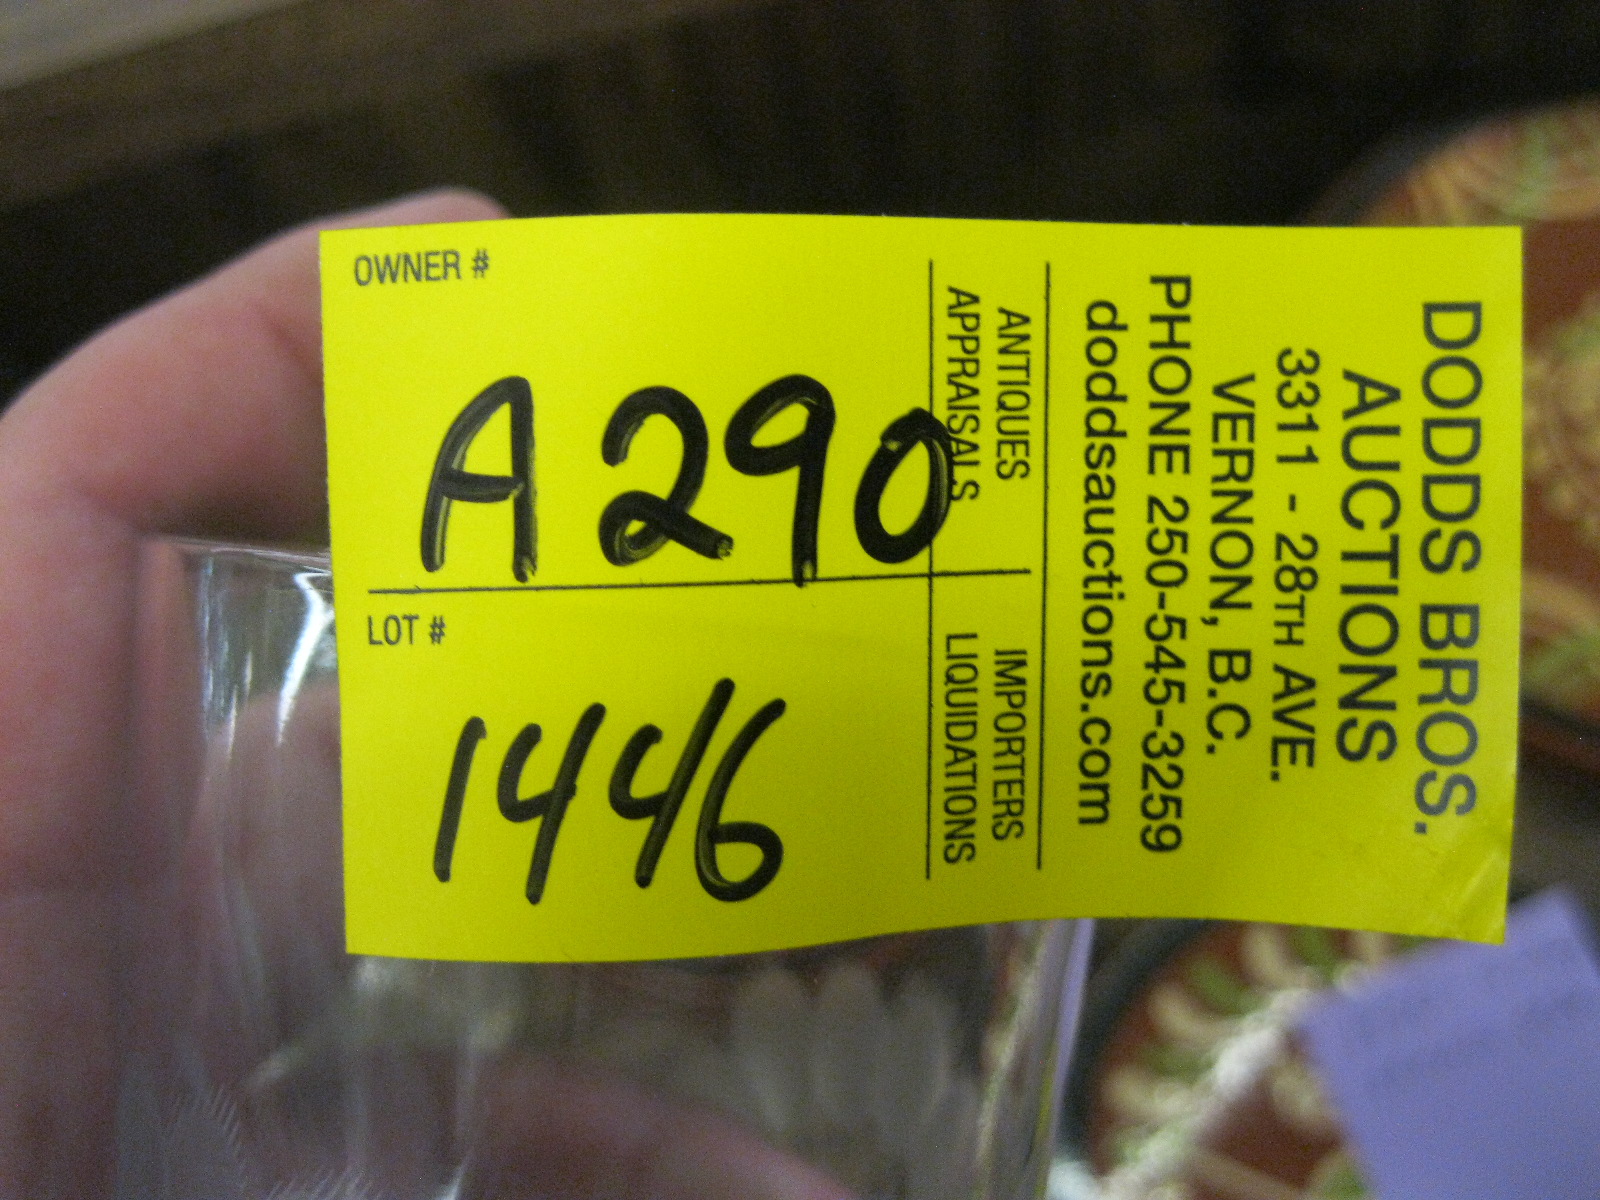 OWNER #
A290
LOT #
1446
DODDS BROS.
AUCTIONS
3311 - 28TH AVE.
VERNON, B.C.
PHONE 250-545-3259
doddsauctions.com
ANTIQUES
APPRAISALS
IMPORTERS
LIQUIDATIONS